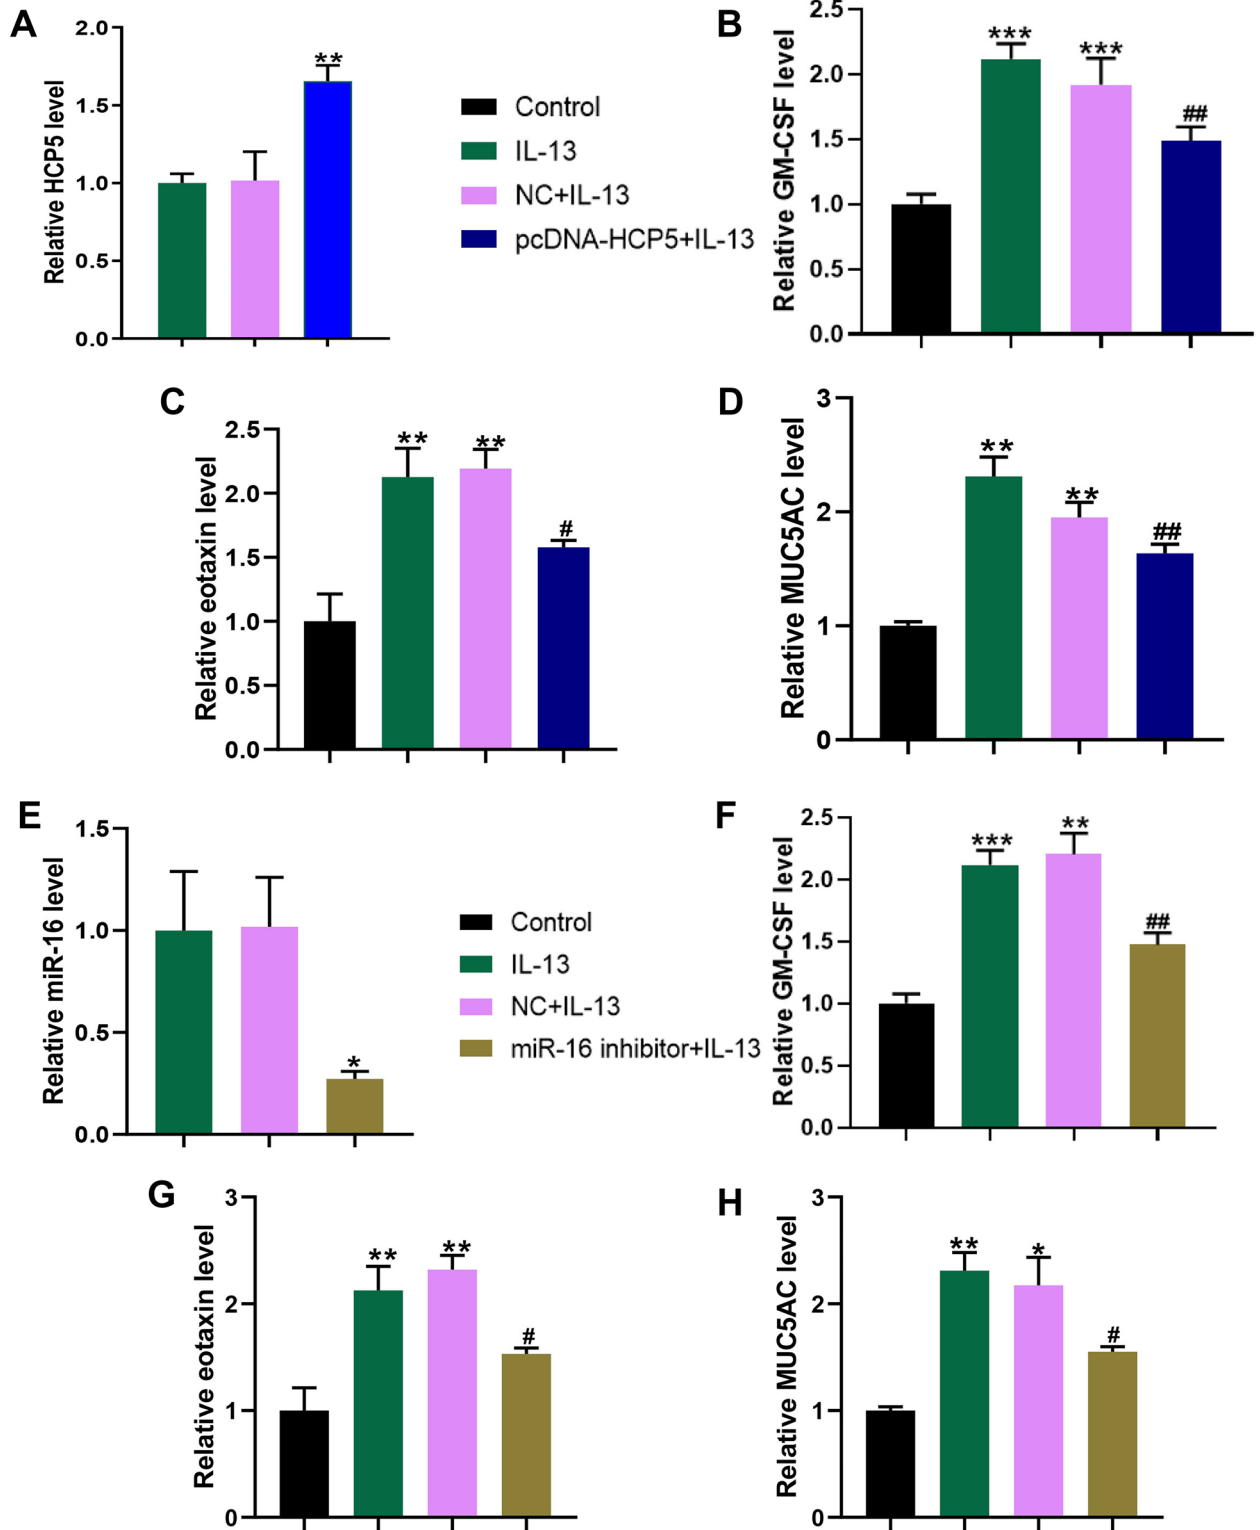 A
Relative HCP5 level
2.0
1.5
1.0
0.5
0.0
**
Control
IL-13
NC+IL-13
pcDNA-HCP5+IL-13
B
Relative GM-CSF level
2.5
2.0
1.5
1.0
0.5
0.0
***
***
##
C
Relative eotaxin level
2.5
2.0
1.5
1.0
0.5
0.0
**
**
#
D
Relative MUC5AC level
3
2
1
0
**
**
##
E
Relative miR-16 level
1.5
1.0
0.5
0.0
*
Control
IL-13
NC+IL-13
miR-16 inhibitor+IL-13
F
Relative GM-CSF level
2.5
2.0
1.5
1.0
0.5
0.0
***
**
##
G
Relative eotaxin level
3
2
1
0
**
**
#
H
Relative MUC5AC level
3
2
1
0
**
*
#